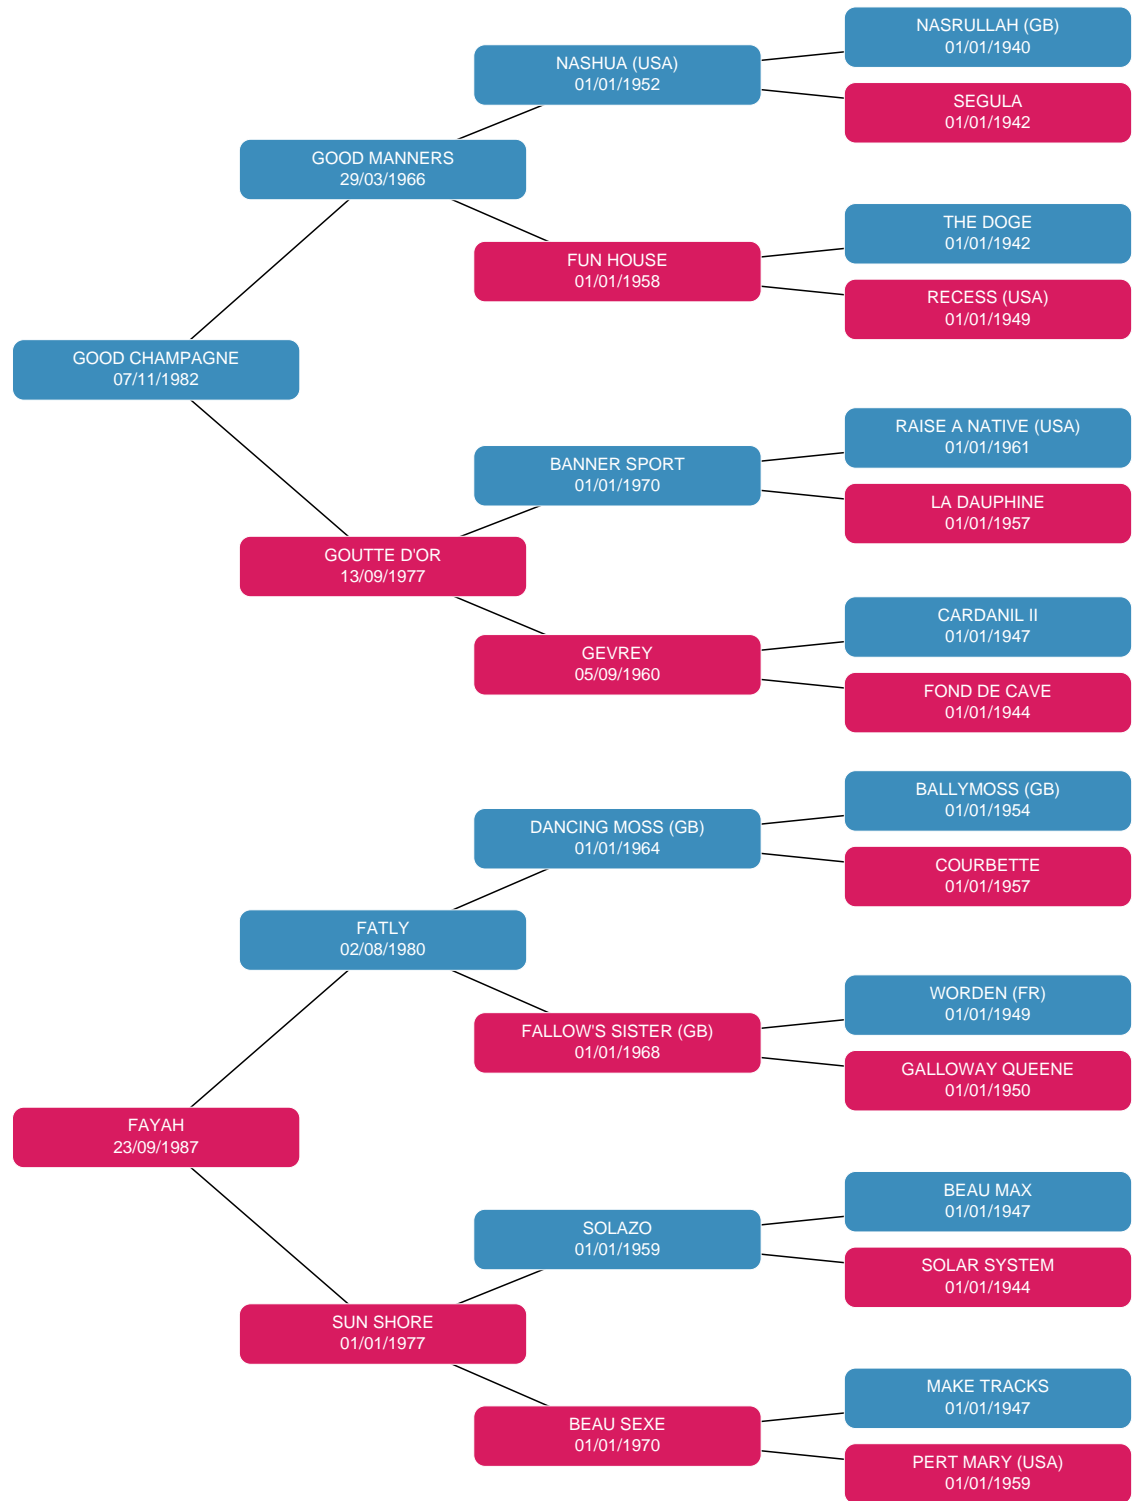 NASRULLAH (GB)
01/01/1940
NASHUA (USA)
01/01/1952
SEGULA
01/01/1942
GOOD MANNERS
29/03/1966
THE DOGE
01/01/1942
FUN HOUSE
01/01/1958
RECESS (USA)
01/01/1949
GOOD CHAMPAGNE
07/11/1982
RAISE A NATIVE (USA)
01/01/1961
BANNER SPORT
01/01/1970
LA DAUPHINE
01/01/1957
GOUTTE D'OR
13/09/1977
CARDANIL II
01/01/1947
GEVREY
05/09/1960
FOND DE CAVE
01/01/1944
BALLYMOSS (GB)
01/01/1954
DANCING MOSS (GB)
01/01/1964
COURBETTE
01/01/1957
FATLY
02/08/1980
WORDEN (FR)
01/01/1949
FALLOW'S SISTER (GB)
01/01/1968
GALLOWAY QUEENE
01/01/1950
FAYAH
23/09/1987
BEAU MAX
01/01/1947
SOLAZO
01/01/1959
SOLAR SYSTEM
01/01/1944
SUN SHORE
01/01/1977
MAKE TRACKS
01/01/1947
BEAU SEXE
01/01/1970
PERT MARY (USA)
01/01/1959